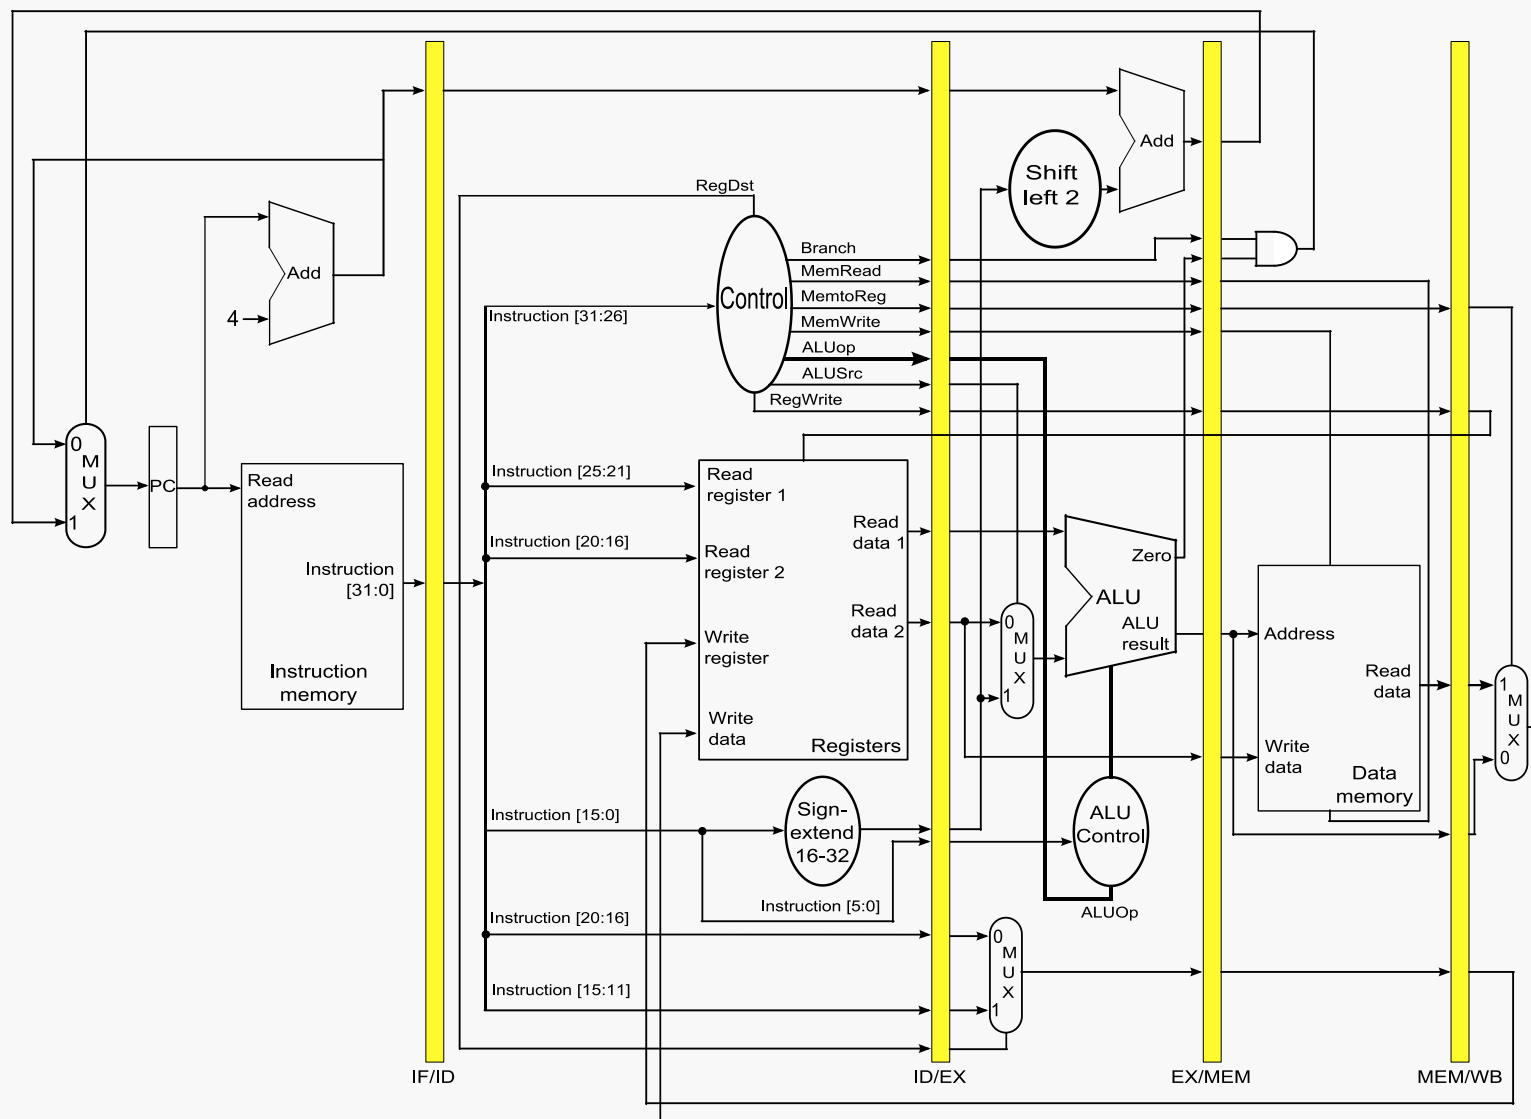 Add
Shift
left 2
RegDst
Add
4
Control
Branch
MemRead
MemtoReg
MemWrite
ALUop
ALUSrc
RegWrite
Instruction [31:26]
0
M
U
X
1
PC
Read
address
Instruction
[31:0]
Instruction
memory
Instruction [25:21]
Instruction [20:16]
Read
register 1
Read
register 2
Write
register
Write
data
Read
data 1
Read
data 2
Registers
0
M
U
X
1
Zero
ALU
ALU
result
Address
Read
data
Write
data
Data
memory
1
M
U
X
0
Instruction [15:0]
Sign-
extend
16-32
ALU
Control
Instruction [5:0]
ALUOp
Instruction [20:16]
Instruction [15:11]
0
M
U
X
1
IF/ID
ID/EX
EX/MEM
MEM/WB